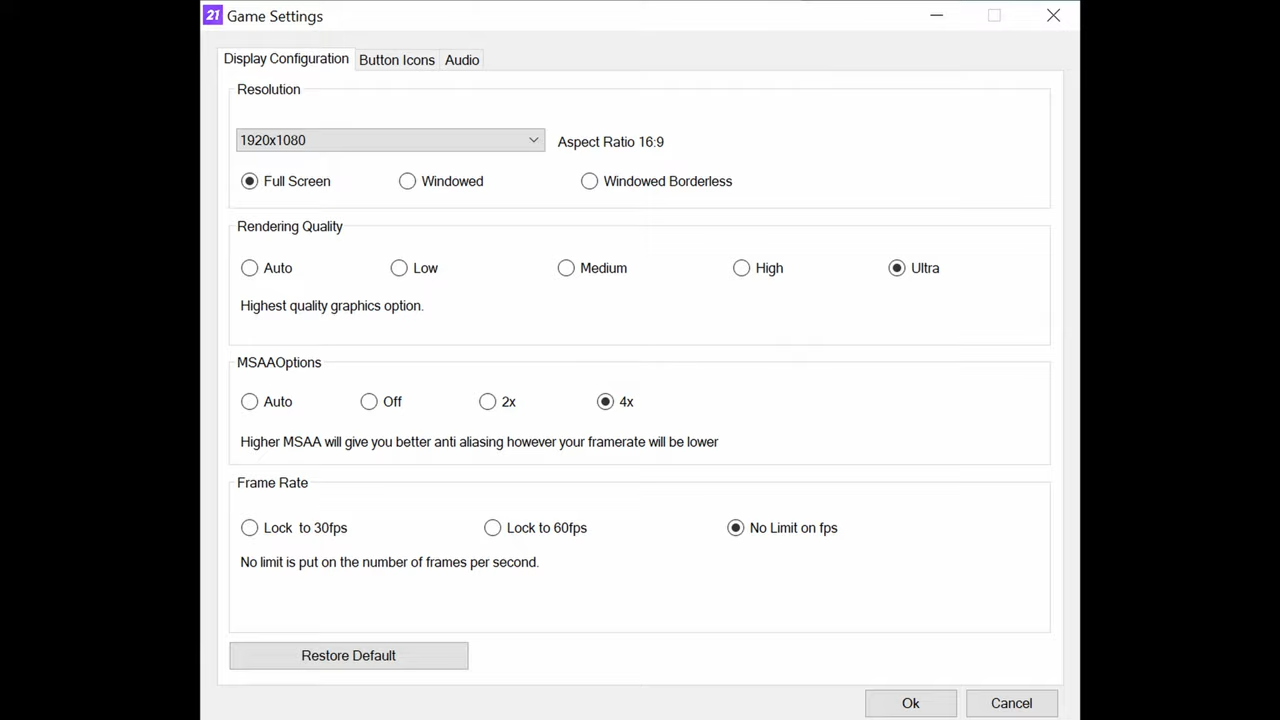 21 Game Settings
Display Configuration Button Icons Audio
Resolution
1920x1080 Aspect Ratio 16:9
Full Screen Windowed Windowed Borderless
Rendering Quality
Auto Low Medium High Ultra
Highest quality graphics option.
MSAAOptions
Auto Off 2x 4x
Higher MSAA will give you better anti aliasing however your framerate will be lower
Frame Rate
Lock to 30fps Lock to 60fps No Limit on fps
No limit is put on the number of frames per second.
Restore Default
Ok Cancel